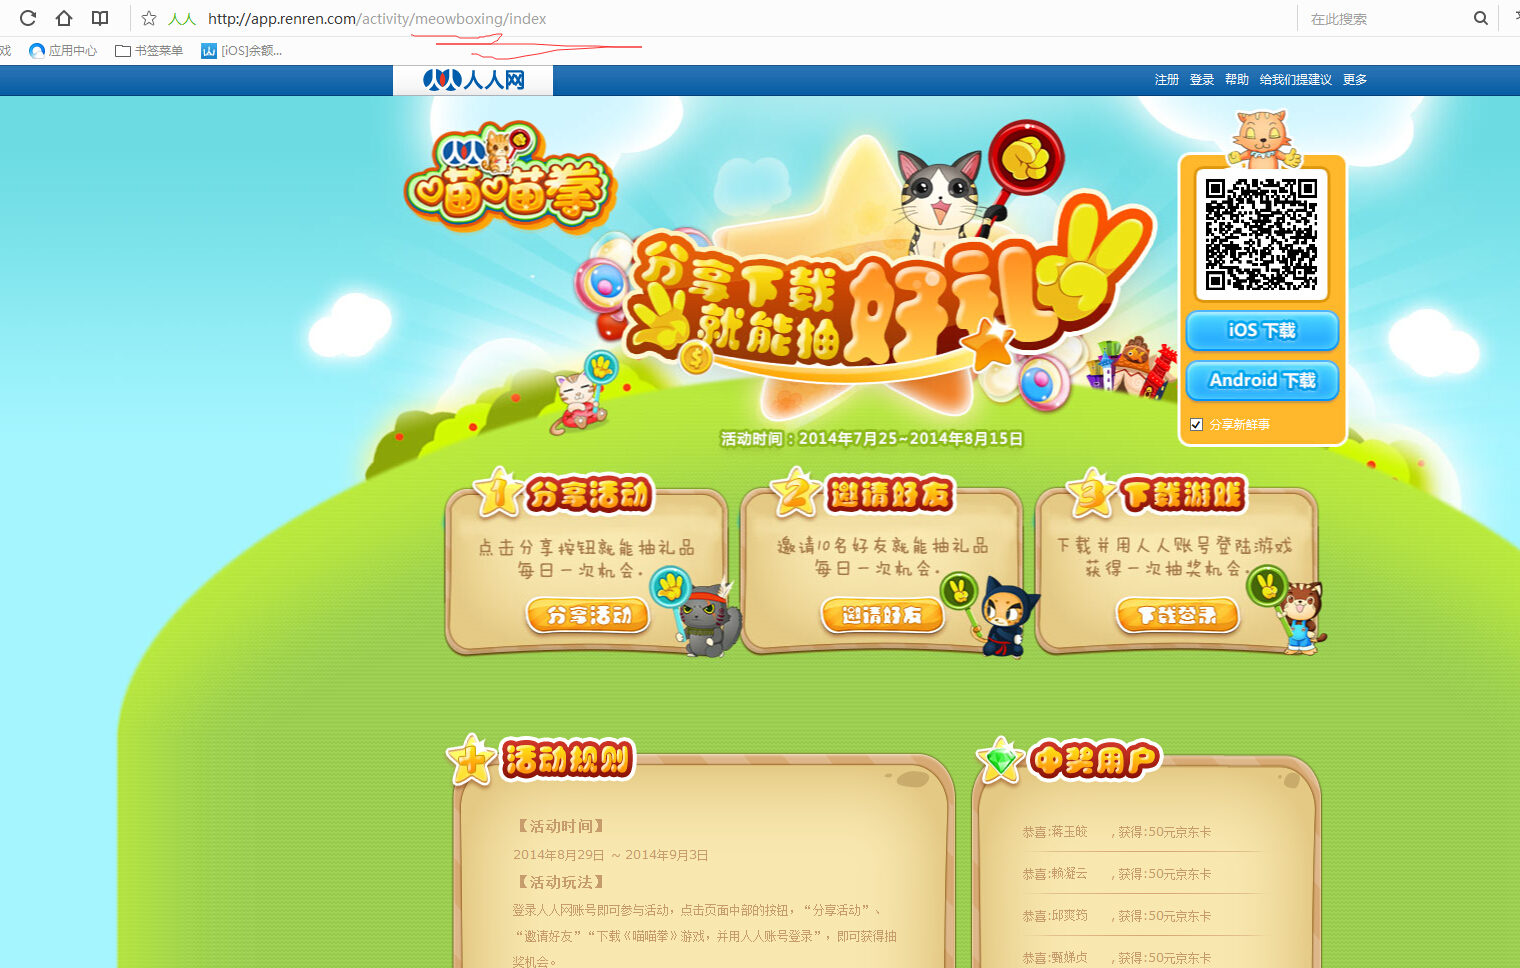 http://app.renren.com/activity/meowboxing/index
在此搜索
戏
应用中心
书签菜单
[iOS]余额...
人人网
注册 登录 帮助 给我们提建议 更多
喵喵拳
分享下载
就能抽
好礼
iOS 下载
Android 下载
分享新鲜事
活动时间：2014年7月25~2014年8月15日
1 分享活动
点击分享按钮就能抽礼品
每日一次机会.
分享活动
2 邀请好友
邀请10名好友就能抽礼品
每日一次机会.
邀请好友
3 下载游戏
下载并用人人账号登陆游戏
获得一次抽奖机会.
下载登录
活动规则
【活动时间】
2014年8月29日 ~ 2014年9月3日
【活动玩法】
登录人人网账号即可参与活动，点击页面中部的按钮，“分享活动”、
“邀请好友”“下载《喵喵拳》游戏，并用人人账号登录”，即可获得抽
奖机会。
中奖用户
恭喜:蒋玉皎 , 获得:50元京东卡
恭喜:赖凝云 , 获得:50元京东卡
恭喜:邱爽筠 , 获得:50元京东卡
恭喜:甄娣贞 , 获得:50元京东卡